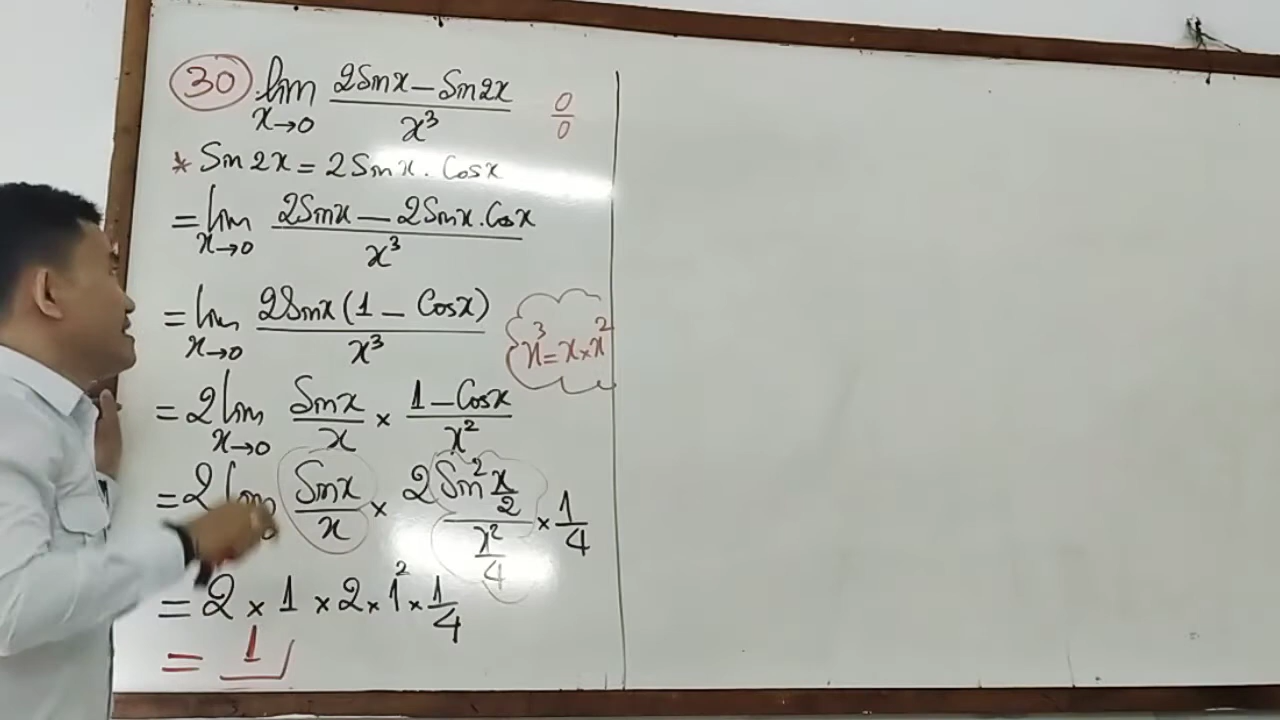 30 lim x→0 (2Sinx − Sin2x)/x³ 0/0
* Sin2x = 2Sinx . Cosx
= lim x→0 (2Sinx − 2Sinx.Cosx)/x³
= lim x→0 2Sinx(1 − Cosx)/x³
x³ = x × x²
= 2 lim x→0 Sinx/x × (1 − Cosx)/x²
= 2 lim Sinx/x × 2Sin²(x/2)/(x²/4) × 1/4
= 2 × 1 × 2 × 1² × 1/4
= 1